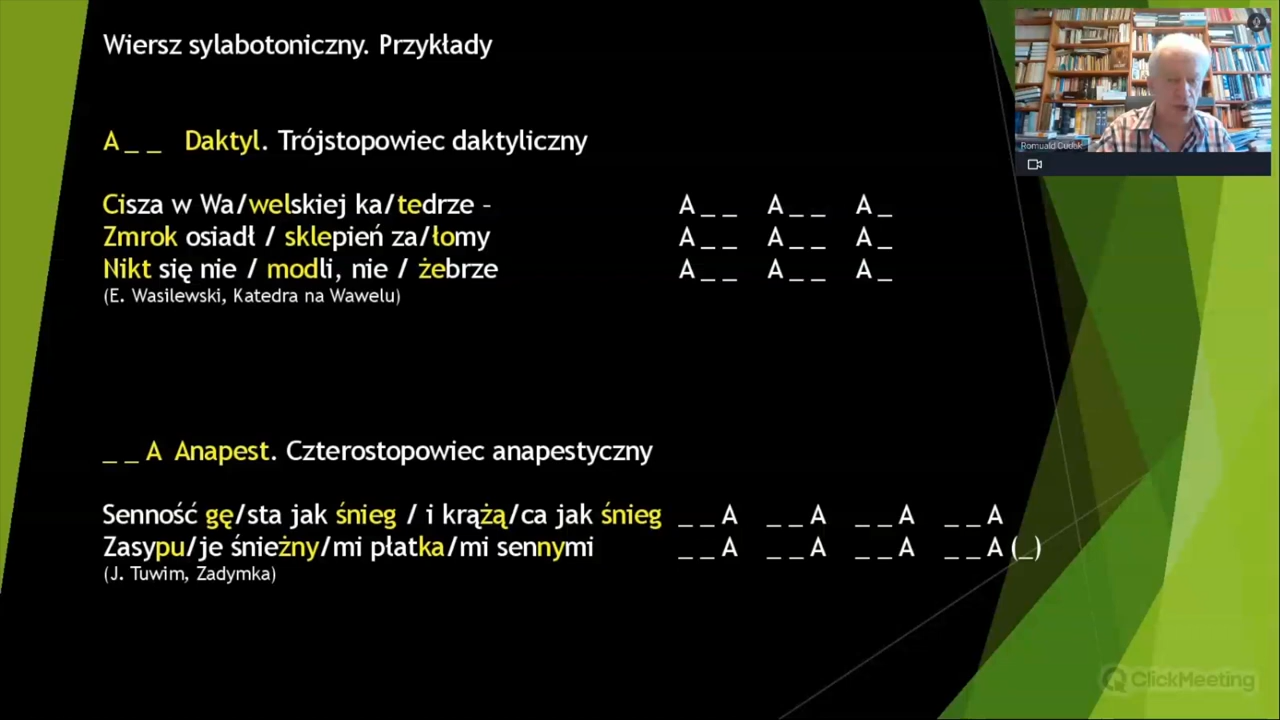 Wiersz sylabotoniczny. Przykłady
A _ _ Daktyl. Trójstopowiec daktyliczny
Cisza w Wa/welskiej ka/tedrze – A _ _ A _ _ A _
Zmrok osiadł / sklepień za/łomy A _ _ A _ _ A _
Nikt się nie / modli, nie / żebrze A _ _ A _ _ A _
(E. Wasilewski, Katedra na Wawelu)
_ _ A Anapest. Czterostopowiec anapestyczny
Senność gę/sta jak śnieg / i krążą/ca jak śnieg _ _ A _ _ A _ _ A _ _ A
Zasypu/je śnieżny/mi płatka/mi sennymi _ _ A _ _ A _ _ A _ _ A (_)
(J. Tuwim, Zadymka)
Romuald Cudak
ClickMeeting